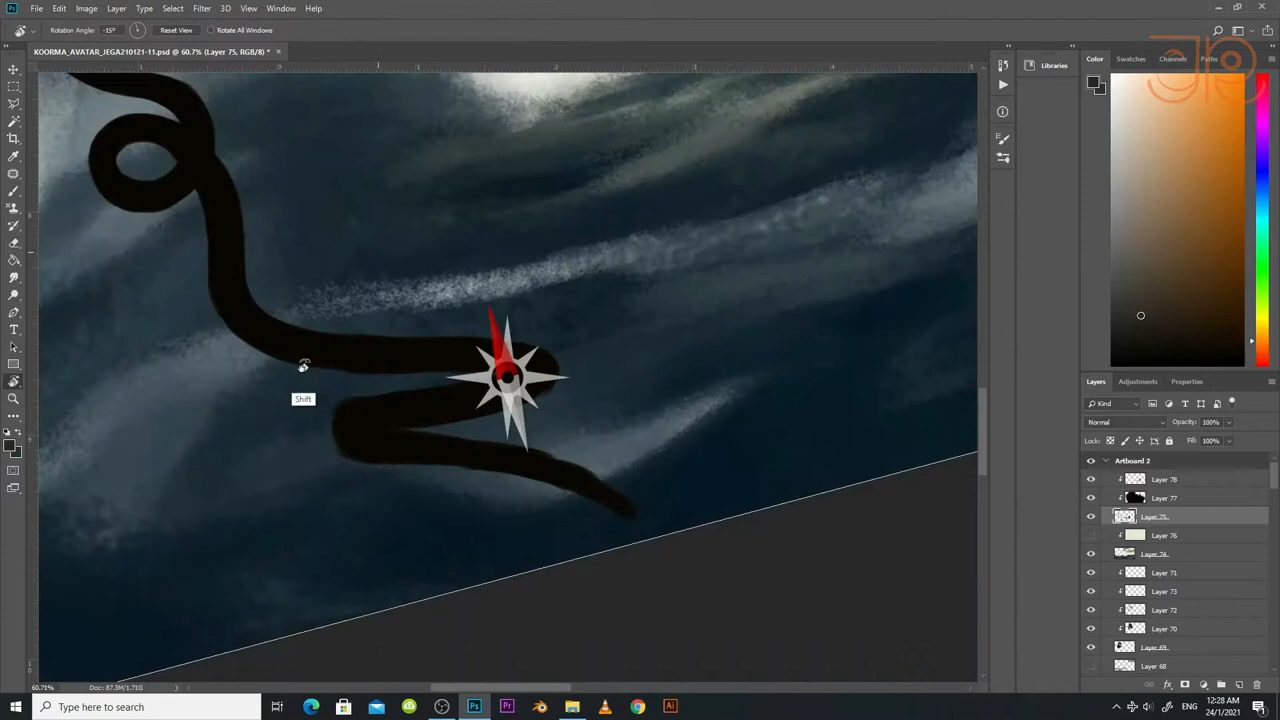 Ps File Edit Image Layer Type Select Filter 3D View Window Help
Rotation Angle: -15° Reset View Rotate All Windows
KOORMA_AVATAR_JEGA210121-11.psd @ 60.7% (Layer 75, RGB/8) * ×
Libraries
Color Swatches Channels Paths
Shift
Layers Adjustments Properties
Kind
Normal Opacity: 100%
Lock: Fill: 100%
Artboard 2
Layer 78
Layer 77
Layer 75
Layer 76
Layer 74
Layer 71
Layer 73
Layer 72
Layer 70
Layer 69
Layer 68
60.71% Doc: 87.3M/1.71G
Type here to search
Ps Pr Ai
12:28 AM
24/1/2021